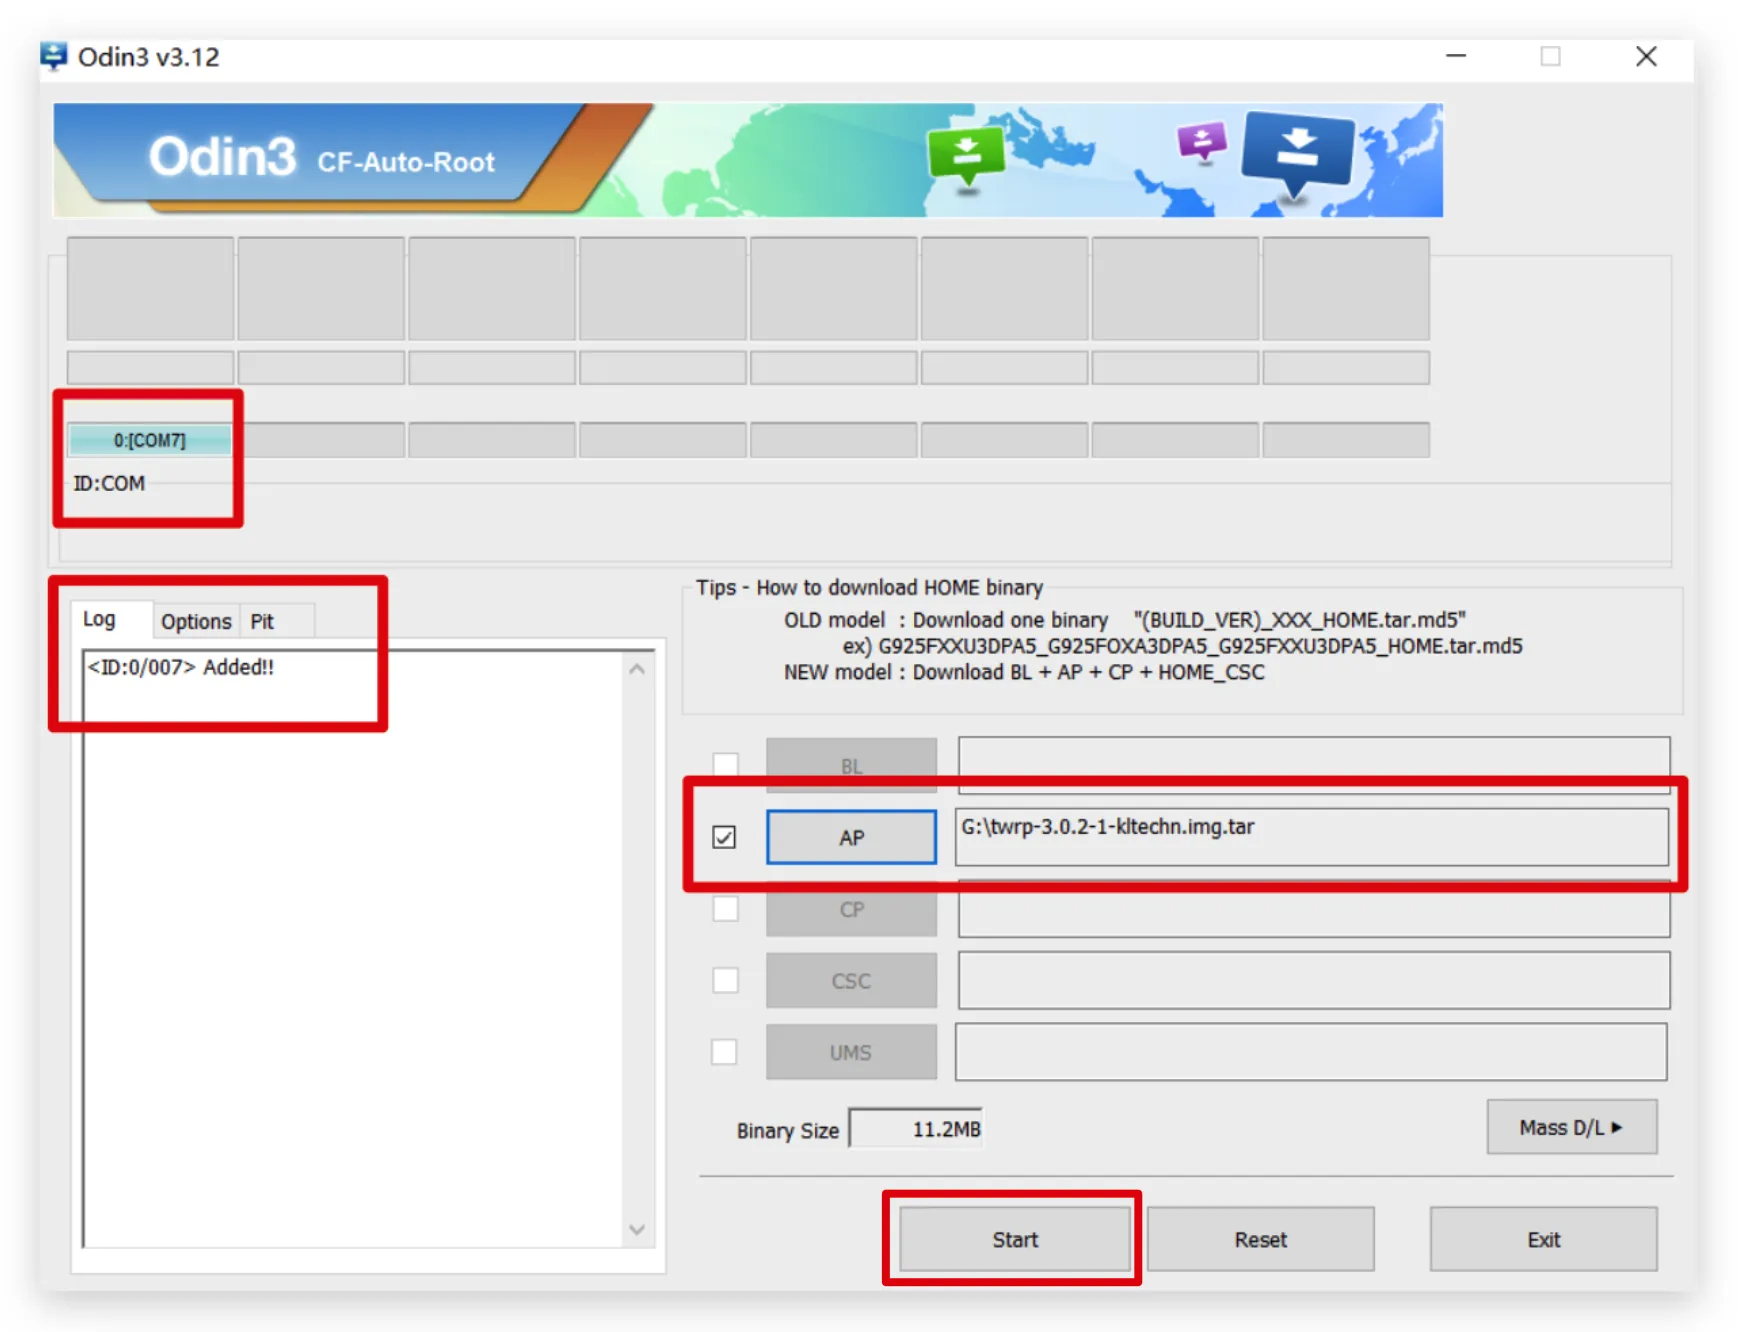 Odin3 v3.12
Odin3 CF-Auto-Root
0:[COM7]
ID:COM
Log Options Pit
<ID:0/007> Added!!
Tips - How to download HOME binary
OLD model : Download one binary "(BUILD_VER)_XXX_HOME.tar.md5"
ex) G925FXXU3DPA5_G925FOXA3DPA5_G925FXXU3DPA5_HOME.tar.md5
NEW model : Download BL + AP + CP + HOME_CSC
BL
AP G:\twrp-3.0.2-1-kltechn.img.tar
CP
CSC
UMS
Binary Size 11.2MB
Mass D/L ►
Start Reset Exit